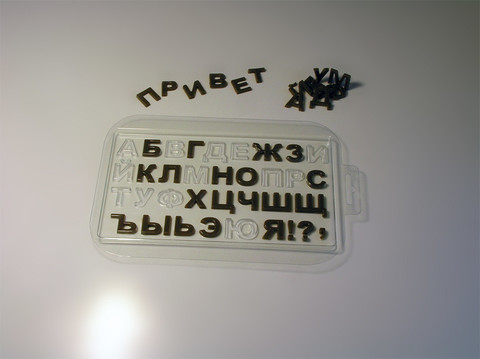 ПРИВЕТ
АБВГДЕЖЗИ
ЙКЛМНОПРС
ТУФХЦЧШЩ
ЪЫЬЭЮЯ!?,